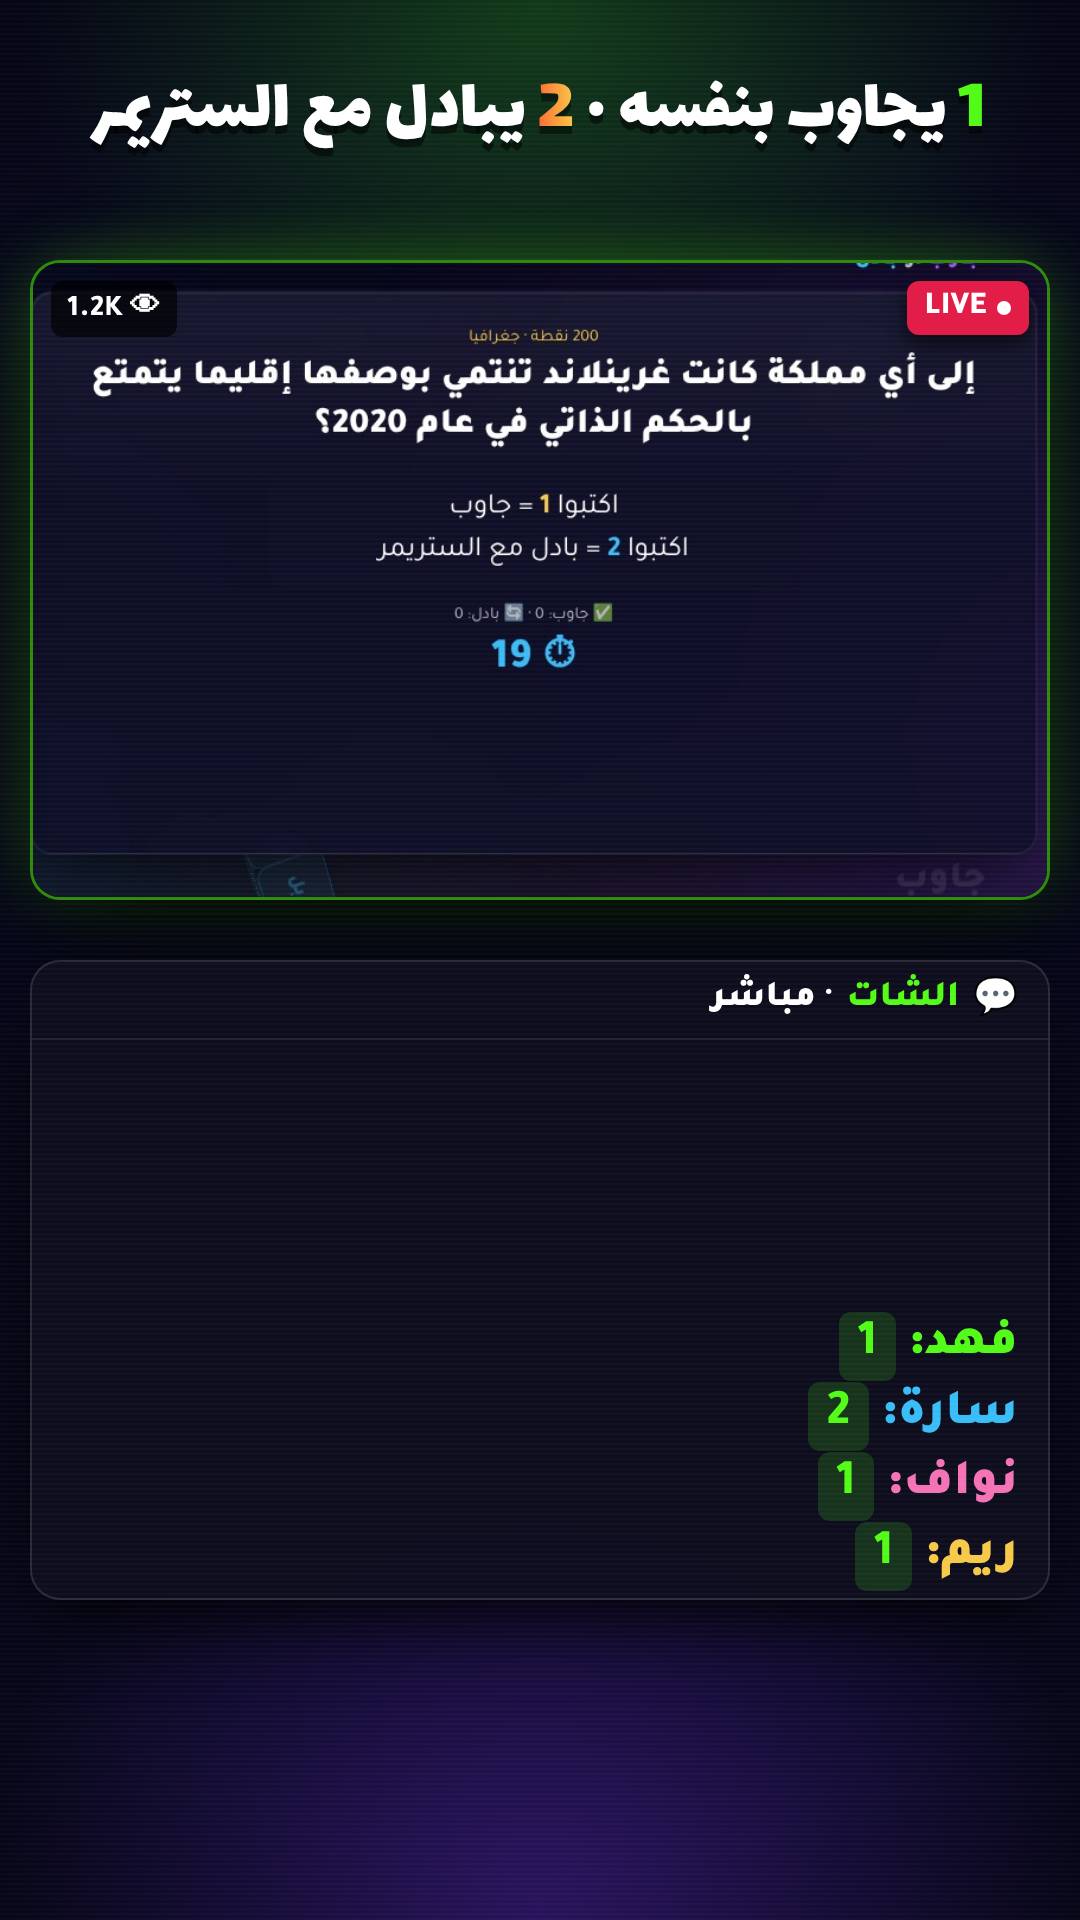 1 يجاوب بنفسه · 2 يبادل مع الستريمر
👁 1.2K
LIVE ●
200 نقطة · جغرافيا
إلى أي مملكة كانت غرينلاند تنتمي بوصفها إقليما يتمتع
بالحكم الذاتي في عام 2020؟
اكتبوا 1 = جاوب
اكتبوا 2 = بادل مع الستريمر
✅ جاوب: 0 · 🔄 بادل: 0
⏱ 19
جاوب
💬 الشات · مباشر
فهد: 1
سارة: 2
نواف: 1
ريم: 1